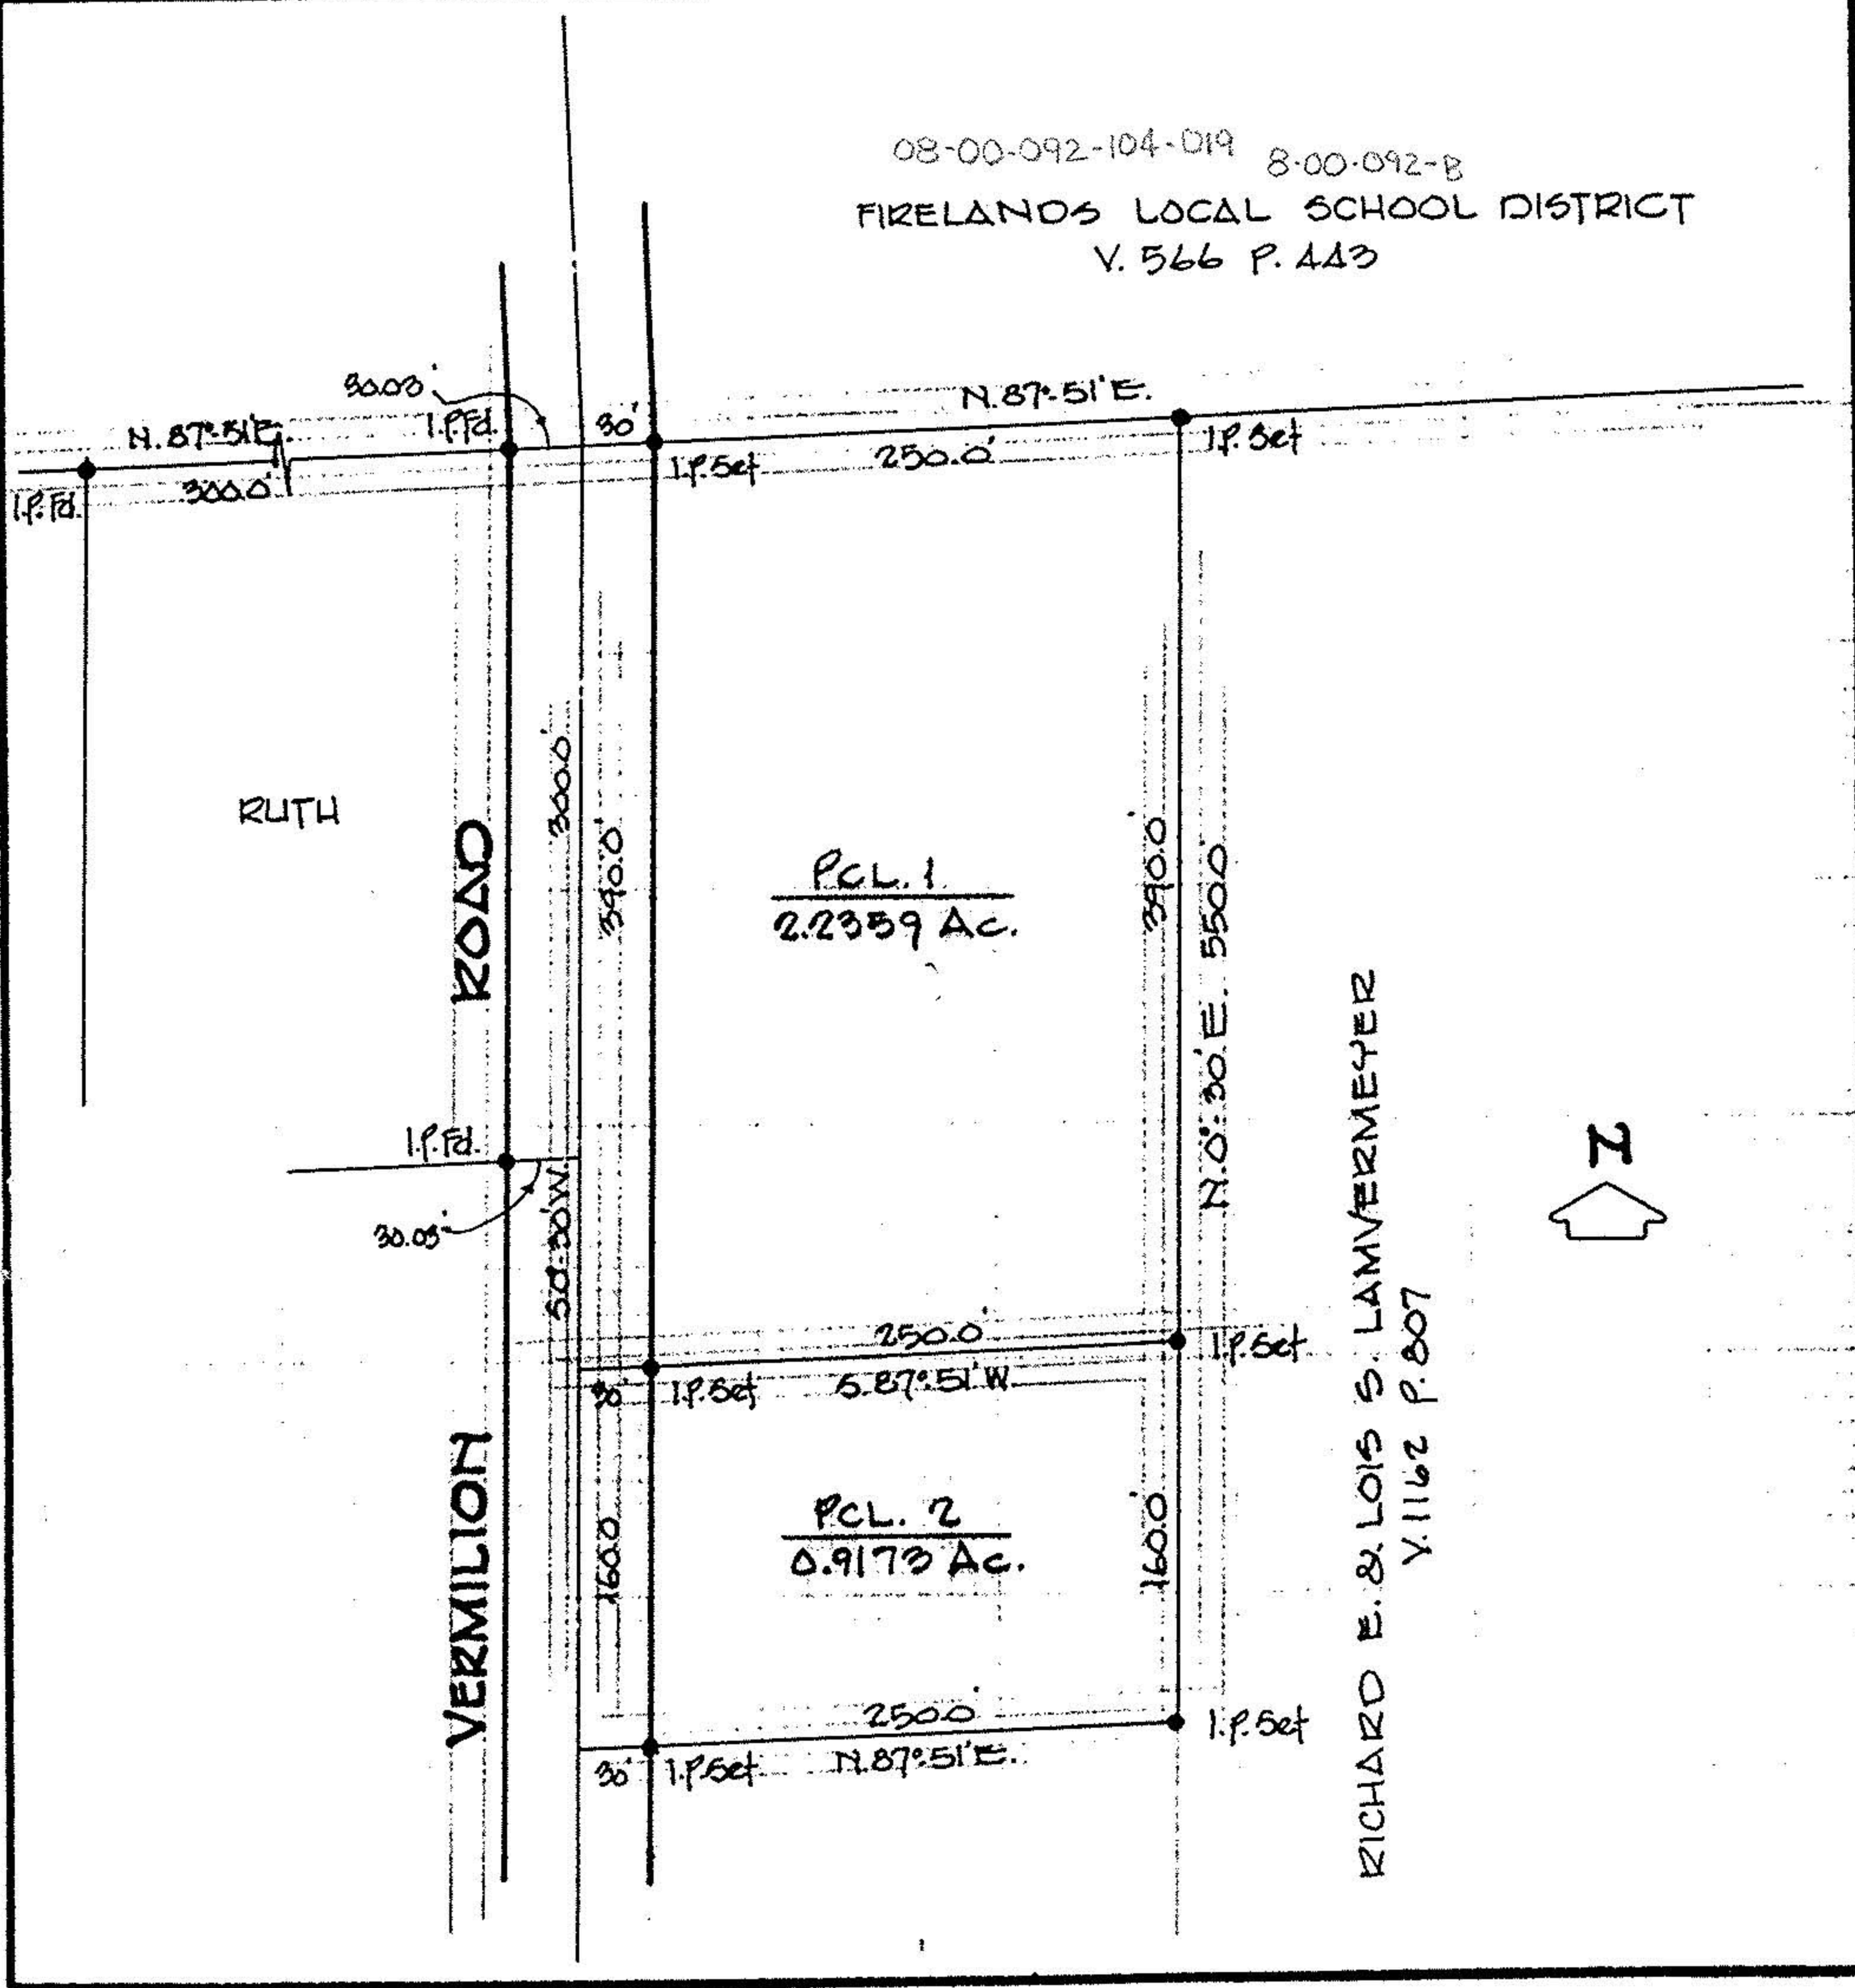 08-00-092-104-019 8-00-092-B
FIRELANDS LOCAL SCHOOL DISTRICT
V. 566 P. 443
30.03'
N. 87°-51'E.
I.P. Fd.
30'
N. 87°-51'E.
I.P. Fd.
300.0'
I.P. Set
250.0'
I.P. Set
RUTH
VERMILION ROAD
300.0'
S.0°-30'W.
390.0'
PCL. 1
2.2359 Ac.
390.0'
N.0°-30'E. 550.0'
I.P. Fd.
30.03'
N
250.0'
I.P. Set
30'
I.P. Set
S.87°-51'W.
160.0
PCL. 2
0.9173 Ac.
160.0'
250.0'
I.P. Set
30'
I.P. Set
N.87°-51'E.
RICHARD E. & LOIS S. LAMVERMEYER
V.1162 P.807